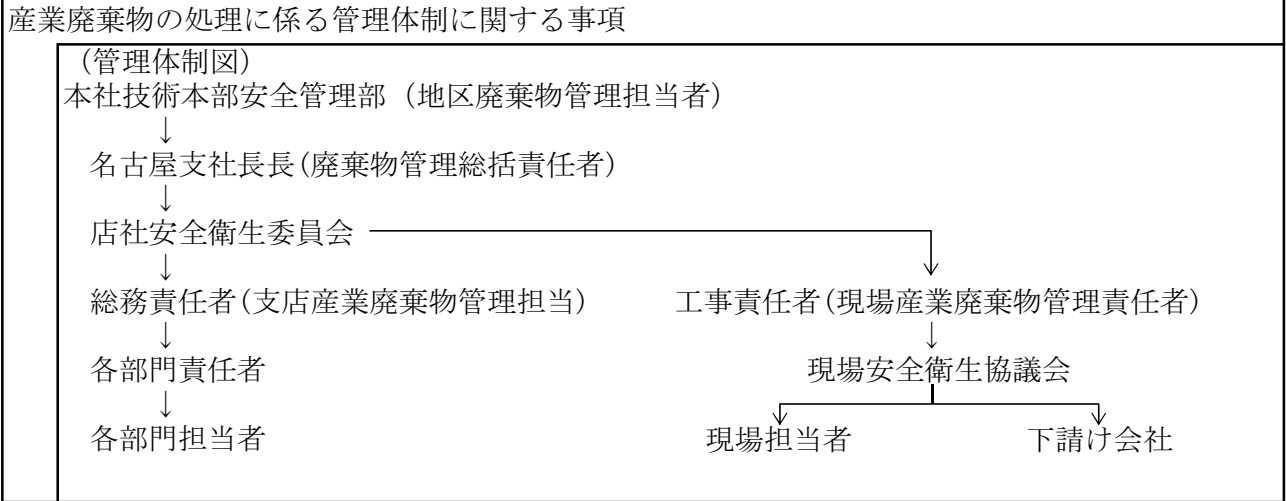 産業廃棄物の処理に係る管理体制に関する事項
（管理体制図）
本社技術本部安全管理部（地区廃棄物管理担当者）
↓
名古屋支社長長(廃棄物管理総括責任者)
↓
店社安全衛生委員会
↓
総務責任者(支店産業廃棄物管理担当) 工事責任者(現場産業廃棄物管理責任者)
↓ ↓
各部門責任者 現場安全衛生協議会
↓
各部門担当者 現場担当者 下請け会社